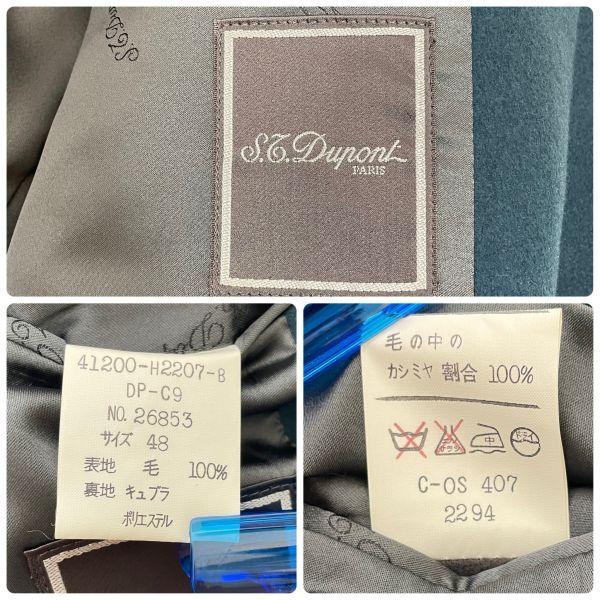 S.T. Dupont
PARIS
41200-H2207-B
DP-C9
NO. 26853
サイズ 48
表地 毛 100%
裏地 キュプラ
ポリエステル
毛の中の
カシミヤ 割合 100%
中
C-OS 407
2294